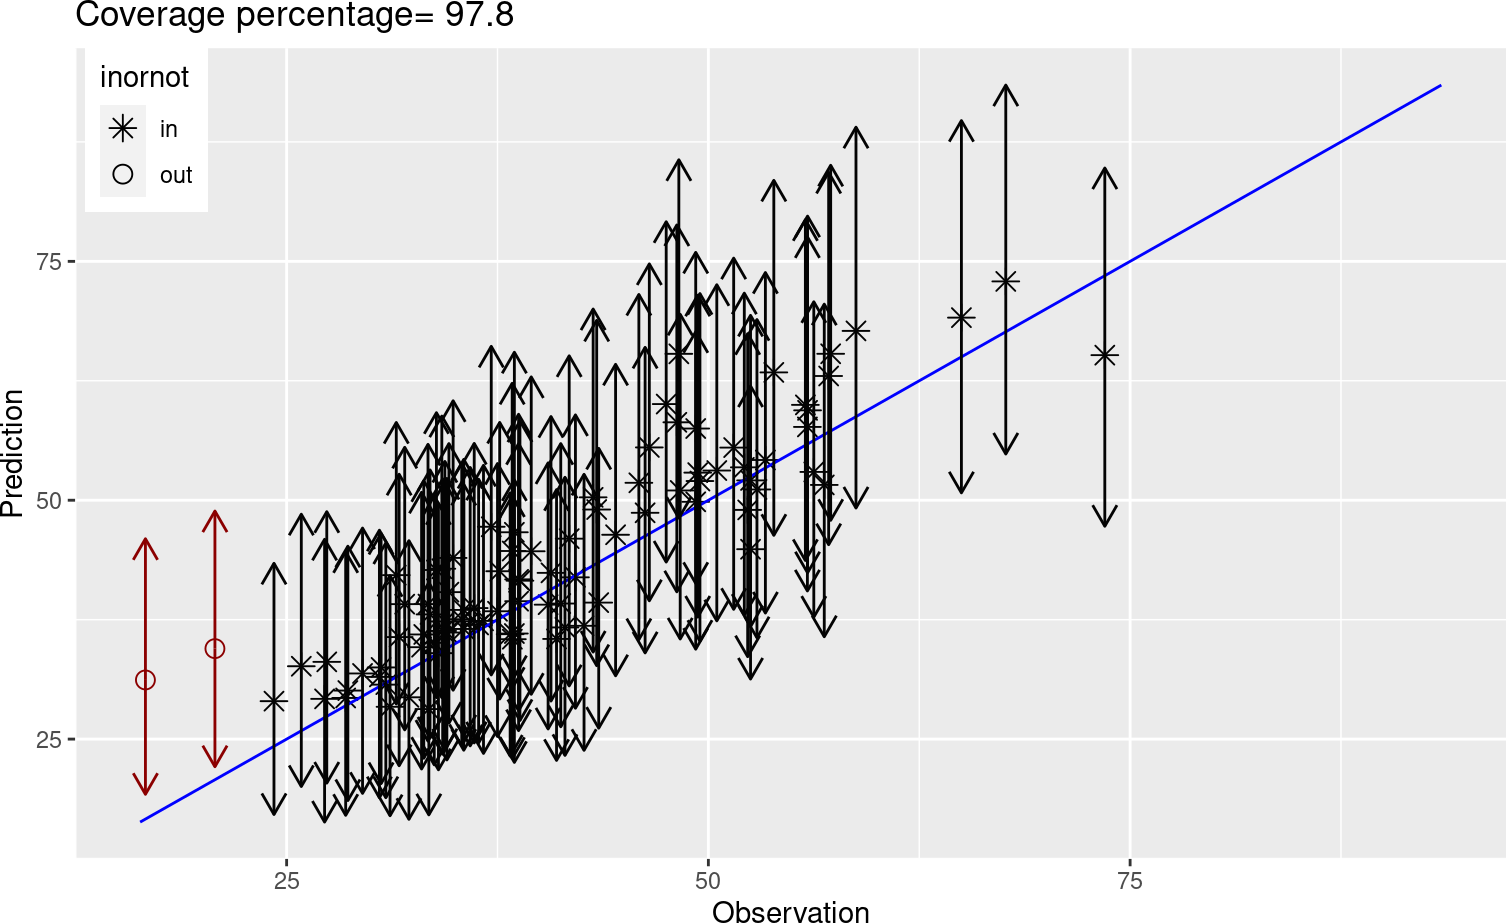 Coverage percentage= 97.8
inornot
in
out
75
50
25
Prediction
25
50
75
Observation